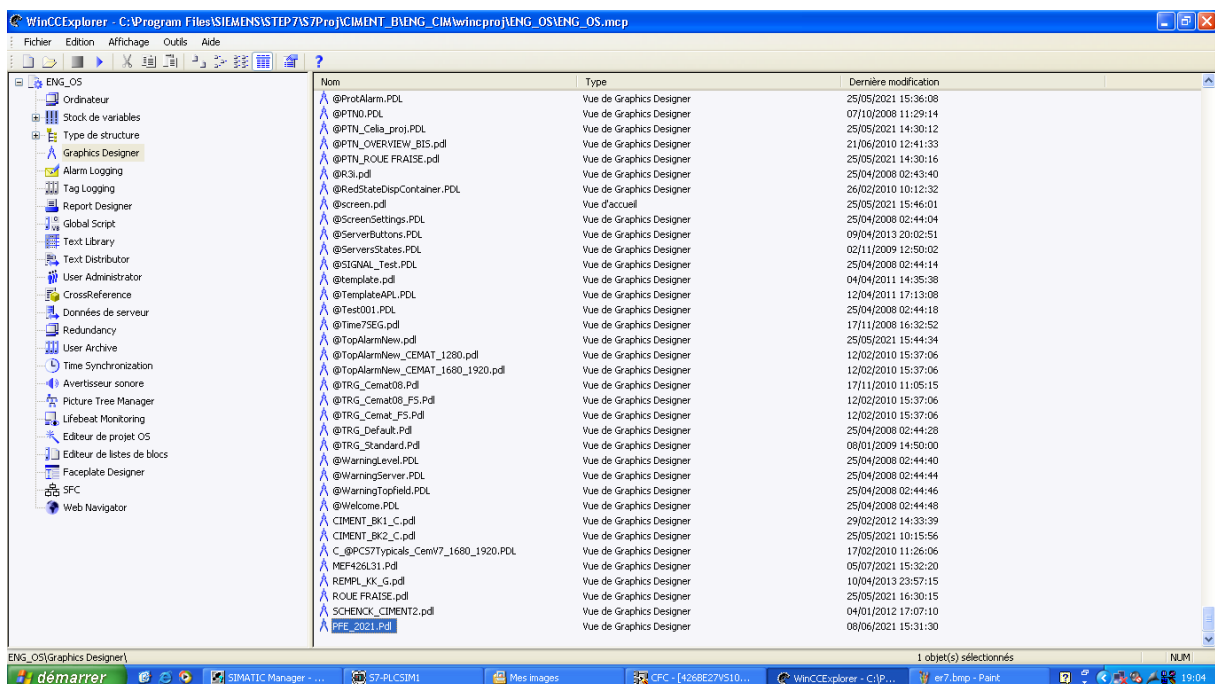 WinCCExplorer - C:\Program Files\SIEMENS\STEP7\S7Proj\CIMENT_B\ENG_CIM\wincproj\ENG_OS\ENG_OS.mcp
Fichier Edition Affichage Outils Aide
ENG_OS
Ordinateur
Stock de variables
Type de structure
Graphics Designer
Alarm Logging
Tag Logging
Report Designer
Global Script
Text Library
Text Distributor
User Administrator
CrossReference
Données de serveur
Redundancy
User Archive
Time Synchronization
Avertisseur sonore
Picture Tree Manager
Lifebeat Monitoring
Editeur de projet OS
Editeur de listes de blocs
Faceplate Designer
SFC
Web Navigator
Nom Type Dernière modification
@ProtAlarm.PDL Vue de Graphics Designer 25/05/2021 15:36:08
@PTN0.PDL Vue de Graphics Designer 07/10/2008 11:29:14
@PTN_Celia_proj.PDL Vue de Graphics Designer 25/05/2021 14:30:12
@PTN_OVERVIEW_BIS.pdl Vue de Graphics Designer 21/06/2010 12:41:33
@PTN_ROUE FRAISE.pdl Vue de Graphics Designer 25/05/2021 14:30:16
@R3i.pdl Vue de Graphics Designer 25/04/2008 02:43:40
@RedStateDispContainer.PDL Vue de Graphics Designer 26/02/2010 10:12:32
@screen.pdl Vue d'accueil 25/05/2021 15:46:01
@ScreenSettings.PDL Vue de Graphics Designer 25/04/2008 02:44:04
@ServerButtons.PDL Vue de Graphics Designer 09/04/2013 20:02:51
@ServersStates.PDL Vue de Graphics Designer 02/11/2009 12:50:02
@SIGNAL_Test.PDL Vue de Graphics Designer 25/04/2008 02:44:14
@template.pdl Vue de Graphics Designer 04/04/2011 14:35:38
@TemplateAPL.PDL Vue de Graphics Designer 12/04/2011 17:13:08
@Test001.PDL Vue de Graphics Designer 25/04/2008 02:44:18
@Time7SEG.pdl Vue de Graphics Designer 17/11/2008 16:32:52
@TopAlarmNew.pdl Vue de Graphics Designer 25/05/2021 15:44:34
@TopAlarmNew_CEMAT_1280.pdl Vue de Graphics Designer 12/02/2010 15:37:06
@TopAlarmNew_CEMAT_1680_1920.pdl Vue de Graphics Designer 12/02/2010 15:37:06
@TRG_Cemat08.Pdl Vue de Graphics Designer 17/11/2010 11:05:15
@TRG_Cemat08_FS.Pdl Vue de Graphics Designer 12/02/2010 15:37:06
@TRG_Cemat_FS.Pdl Vue de Graphics Designer 12/02/2010 15:37:06
@TRG_Default.Pdl Vue de Graphics Designer 25/04/2008 02:44:28
@TRG_Standard.Pdl Vue de Graphics Designer 08/01/2009 14:50:00
@WarningLevel.PDL Vue de Graphics Designer 25/04/2008 02:44:40
@WarningServer.PDL Vue de Graphics Designer 25/04/2008 02:44:44
@WarningTopfield.PDL Vue de Graphics Designer 25/04/2008 02:44:46
@Welcome.PDL Vue de Graphics Designer 25/04/2008 02:44:48
CIMENT_BK1_C.pdl Vue de Graphics Designer 29/02/2012 14:33:39
CIMENT_BK2_C.pdl Vue de Graphics Designer 25/05/2021 10:15:56
C_@PCS7Typicals_CemV7_1680_1920.PDL Vue de Graphics Designer 17/02/2010 11:26:06
MEF426L31.Pdl Vue de Graphics Designer 05/07/2021 15:32:20
REMPL_KK_G.pdl Vue de Graphics Designer 10/04/2013 23:57:15
ROUE FRAISE.pdl Vue de Graphics Designer 25/05/2021 16:30:15
SCHENCK_CIMENT2.pdl Vue de Graphics Designer 04/01/2012 17:07:10
PFE_2021.Pdl Vue de Graphics Designer 08/06/2021 15:31:30
ENG_OS\Graphics Designer\ 1 objet(s) sélectionnés NUM
démarrer SIMATIC Manager - ... S7-PLCSIM1 Mes images CFC - [426BE27VS10... WinCCExplorer - C:\P... er7.bmp - Paint 19:04